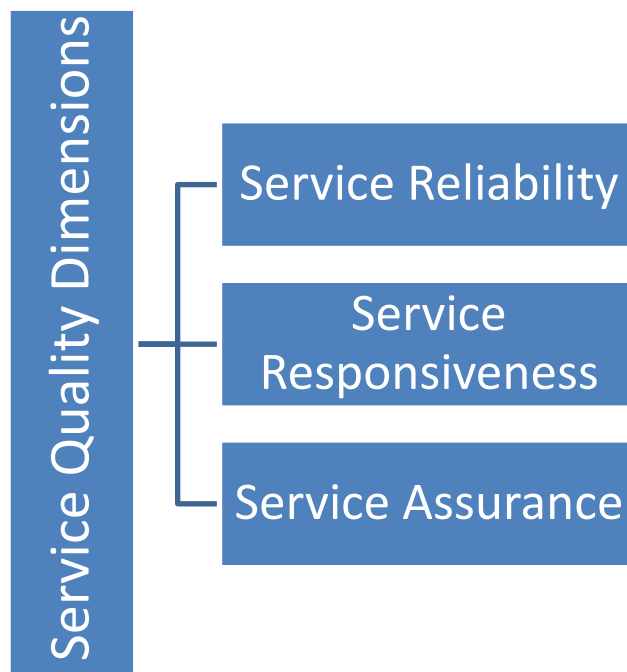 Service Quality Dimensions
Service Reliability
Service
Responsiveness
Service Assurance